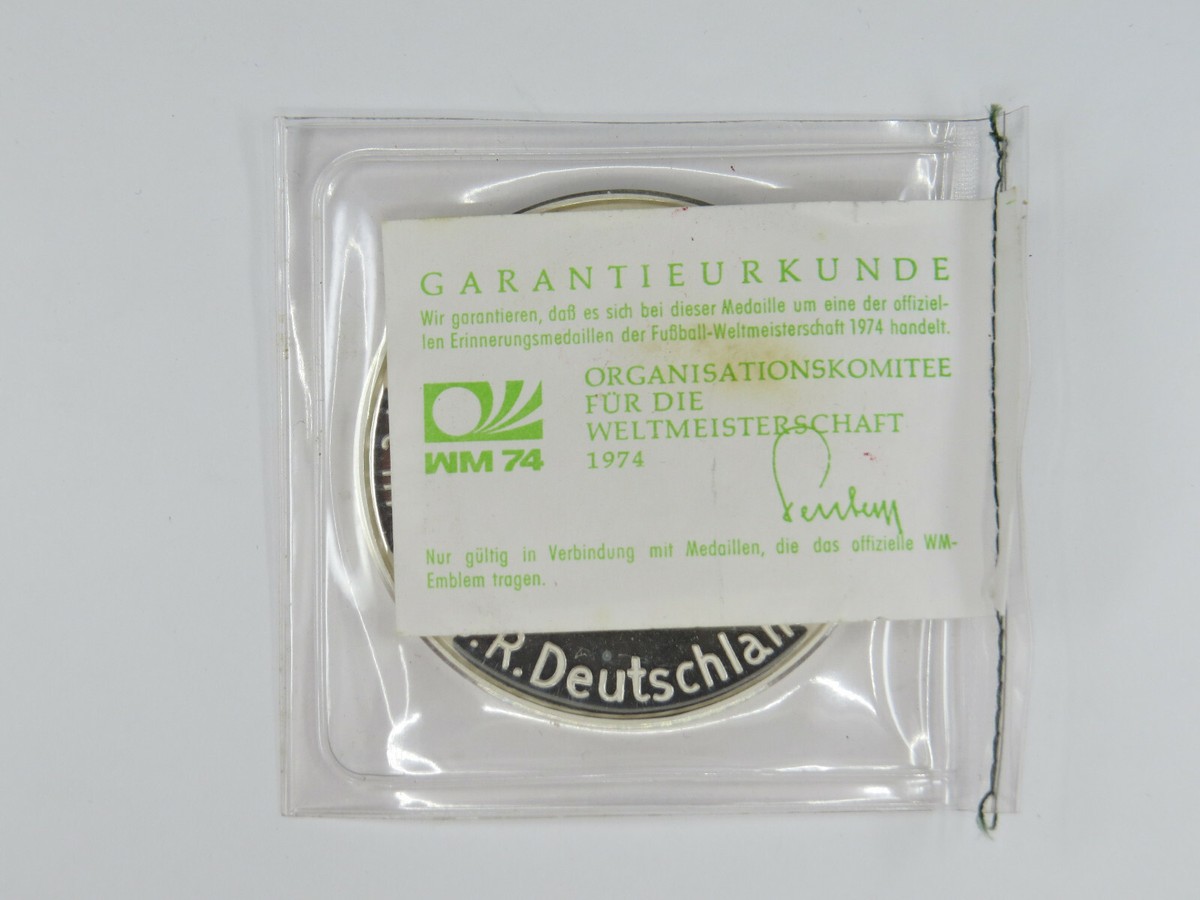 GARANTIEURKUNDE
Wir garantieren, daß es sich bei dieser Medaille um eine der offiziel-
len Erinnerungsmedaillen der Fußball-Weltmeisterschaft 1974 handelt.
ORGANISATIONSKOMITEE
FÜR DIE
WELTMEISTERSCHAFT
1974
WM 74
Nur gültig in Verbindung mit Medaillen, die das offizielle WM-
Emblem tragen.
.R.Deutschlan